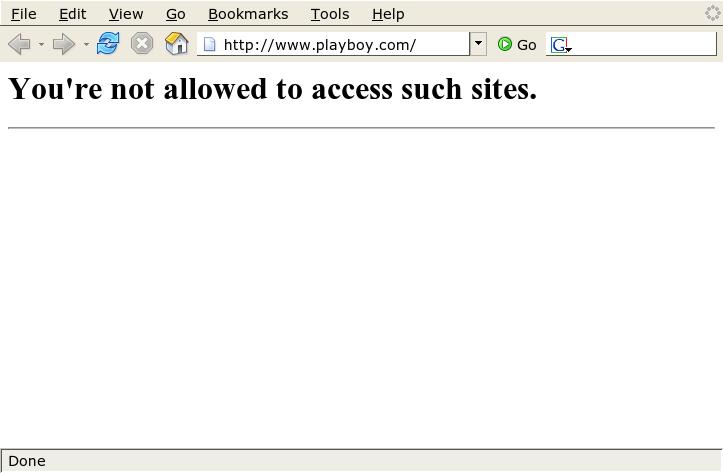 File Edit View Go Bookmarks Tools Help
http://www.playboy.com/ Go G
You're not allowed to access such sites.
Done